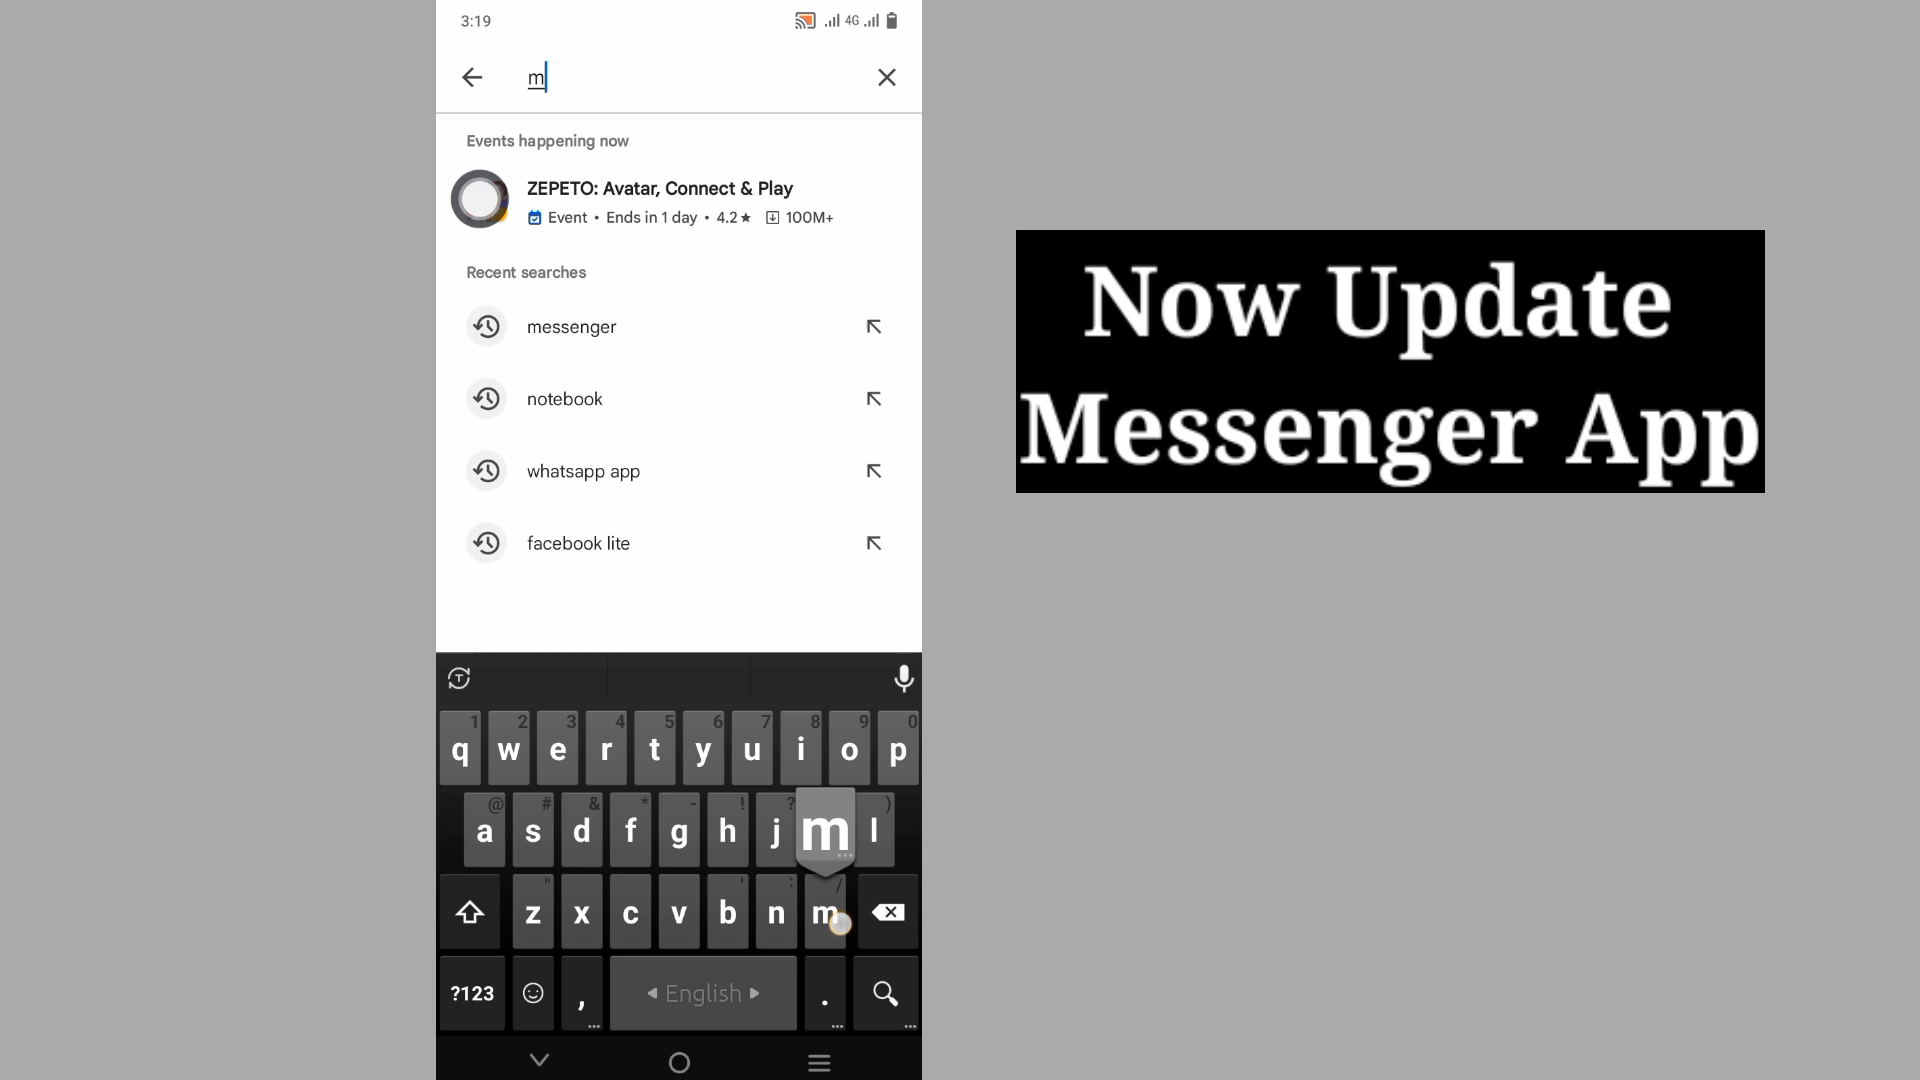 3:19
4G
m
Events happening now
ZEPETO: Avatar, Connect & Play
Event • Ends in 1 day • 4.2★ 100M+
Recent searches
messenger
notebook
whatsapp app
facebook lite
T
1 2 3 4 5 6 7 8 9 0
q w e r t y u i o p
@ # & * - ! ? )
a s d f g h j m l
" ' : /
z x c v b n m
?123 , English .
Now Update
Messenger App